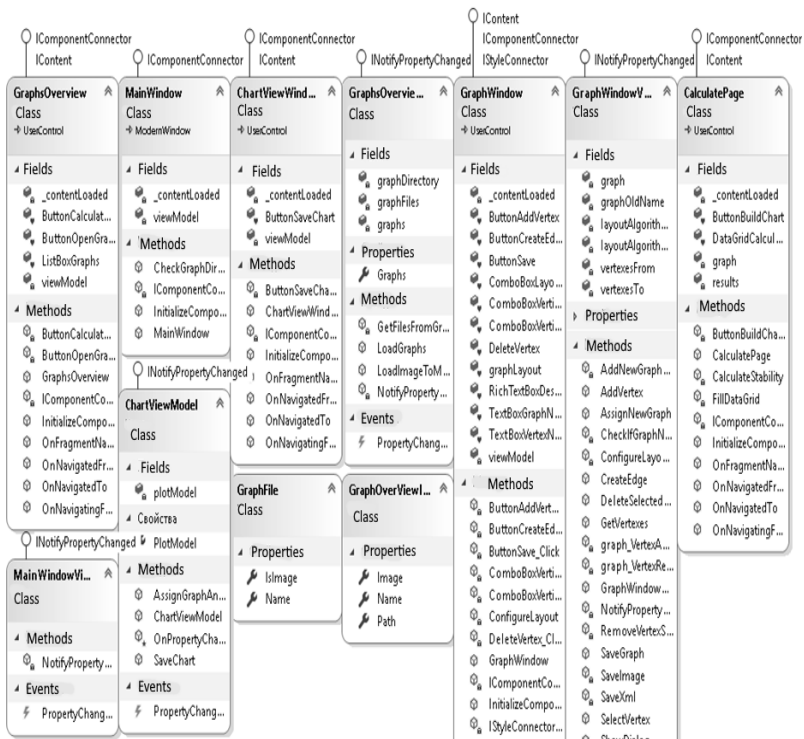 IComponentConnector
IContent
GraphsOverview
Class
UserControl
Fields
_contentLoaded
ButtonCalculat...
ButtonOpenGra...
ListBoxGraphs
viewModel
Methods
ButtonCalculat...
ButtonOpenGra...
GraphsOverview
IComponentCo...
InitializeCompo...
OnFragmentNa...
OnNavigatedFr...
OnNavigatedTo
OnNavigatingF...
INotifyPropertyChanged
MainWindowVi...
Class
Methods
NotifyProperty...
Events
PropertyChang...
IComponentConnector
MainWindow
Class
ModernWindow
Fields
_contentLoaded
viewModel
Methods
CheckGraphDir...
IComponentCo...
InitializeCompo...
MainWindow
INotifyPropertyChanged
ChartViewModel
Class
Fields
plotModel
Свойства
PlotModel
Methods
AssignGraphAn...
ChartViewModel
OnPropertyCha...
SaveChart
Events
PropertyChang...
IComponentConnector
IContent
ChartViewWind...
Class
UserControl
Fields
_contentLoaded
ButtonSaveChart
viewModel
Methods
ButtonSaveCha...
ChartViewWind...
IComponentCo...
InitializeCompo...
OnFragmentNa...
OnNavigatedFr...
OnNavigatedTo
OnNavigatingF...
GraphFile
Class
Properties
IsImage
Name
INotifyPropertyChanged
GraphsOvervie...
Class
Fields
graphDirectory
graphFiles
graphs
Properties
Graphs
Methods
GetFilesFromGr...
LoadGraphs
LoadImageToM...
NotifyProperty...
Events
PropertyChang...
GraphOverViewI...
Class
Properties
Image
Name
Path
IContent
IComponentConnector
IStyleConnector
GraphWindow
Class
UserControl
Fields
_contentLoaded
ButtonAddVertex
ButtonCreateEd...
ButtonSave
ComboBoxLayo...
ComboBoxVerti...
ComboBoxVerti...
DeleteVertex
graphLayout
RichTextBoxDes...
TextBoxGraphN...
TextBoxVertexN...
viewModel
Methods
ButtonAddVert...
ButtonCreateEd...
ButtonSave_Click
ComboBoxVerti...
ComboBoxVerti...
ConfigureLayout
DeleteVertex_Cl...
GraphWindow
IComponentCo...
InitializeCompo...
IStyleConnector...
INotifyPropertyChanged
GraphWindowV...
Class
Fields
graph
graphOldName
layoutAlgorith...
layoutAlgorith...
vertexesFrom
vertexesTo
Properties
Methods
AddNewGraph...
AddVertex
AssignNewGraph
CheckIfGraphN...
ConfigureLayo...
CreateEdge
DeleteSelected...
GetVertexes
graph_VertexA...
graph_VertexRe...
GraphWindow...
NotifyProperty...
RemoveVertexS...
SaveGraph
SaveImage
SaveXml
SelectVertex
ShowDialog
IComponentConnector
IContent
CalculatePage
Class
UserControl
Fields
_contentLoaded
ButtonBuildChart
DataGridCalcul...
graph
results
Methods
ButtonBuildCha...
CalculatePage
CalculateStability
FillDataGrid
IComponentCo...
InitializeCompo...
OnFragmentNa...
OnNavigatedFr...
OnNavigatedTo
OnNavigatingF...